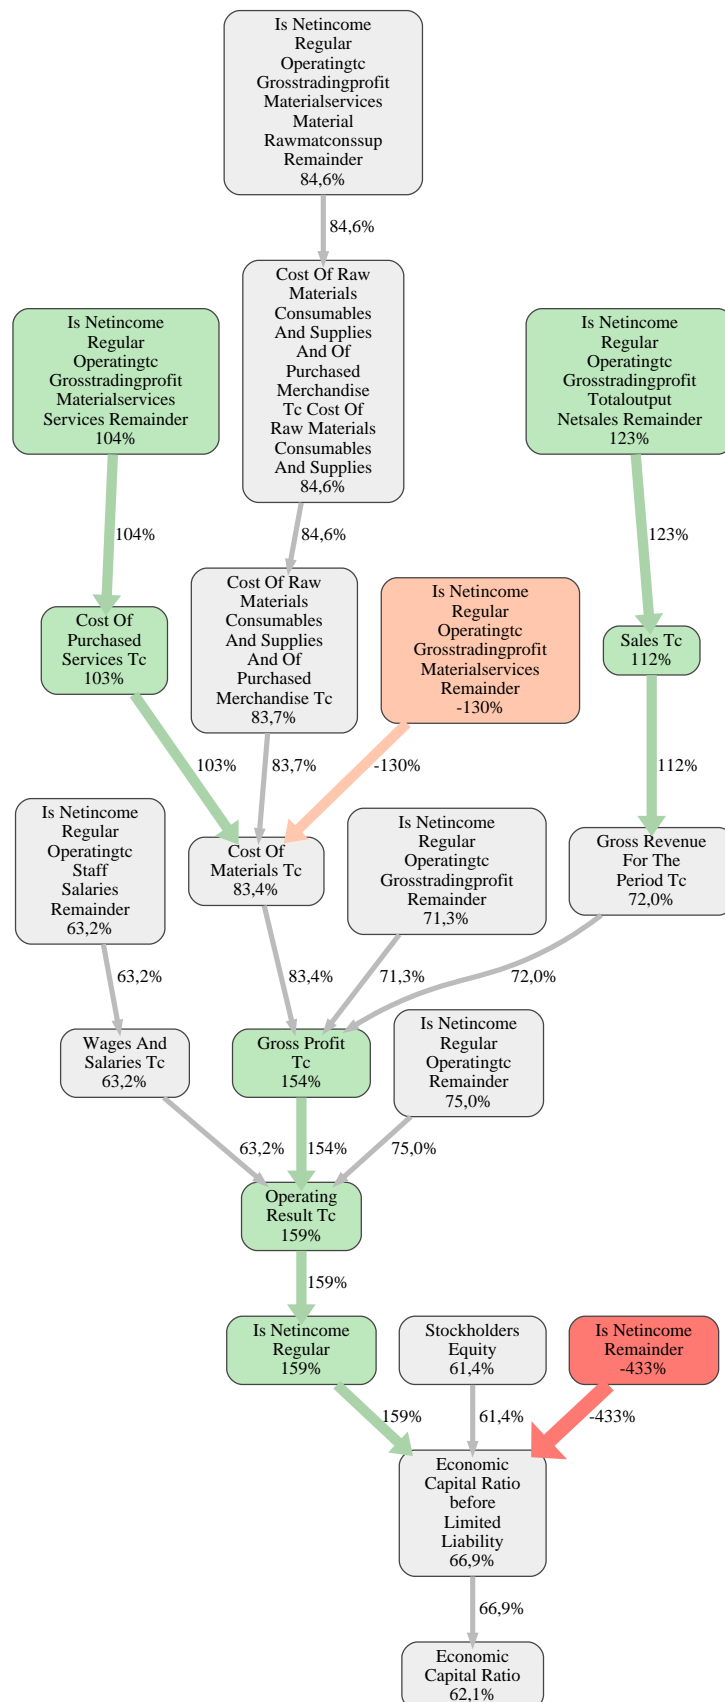 Is Netincome
Regular
Operatingtc
Grosstradingprofit
Materialservices
Material
Rawmatconssup
Remainder
84,6%
84,6%
Cost Of Raw
Materials
Consumables
And Supplies
And Of
Purchased
Merchandise
Tc Cost Of
Raw Materials
Consumables
And Supplies
84,6%
Is Netincome
Regular
Operatingtc
Grosstradingprofit
Materialservices
Services Remainder
104%
Is Netincome
Regular
Operatingtc
Grosstradingprofit
Totaloutput
Netsales Remainder
123%
104%
84,6%
123%
Cost Of Raw
Materials
Consumables
And Supplies
And Of
Purchased
Merchandise Tc
83,7%
Is Netincome
Regular
Operatingtc
Grosstradingprofit
Materialservices
Remainder
-130%
Cost Of
Purchased
Services Tc
103%
Sales Tc
112%
103%
83,7%
-130%
112%
Is Netincome
Regular
Operatingtc
Staff
Salaries
Remainder
63,2%
Cost Of
Materials Tc
83,4%
Is Netincome
Regular
Operatingtc
Grosstradingprofit
Remainder
71,3%
Gross Revenue
For The
Period Tc
72,0%
63,2%
83,4%
71,3%
72,0%
Wages And
Salaries Tc
63,2%
Gross Profit
Tc
154%
Is Netincome
Regular
Operatingtc
Remainder
75,0%
63,2%
154%
75,0%
Operating
Result Tc
159%
159%
Is Netincome
Regular
159%
Stockholders
Equity
61,4%
Is Netincome
Remainder
-433%
159%
61,4%
-433%
Economic
Capital Ratio
before
Limited
Liability
66,9%
66,9%
Economic
Capital Ratio
62,1%